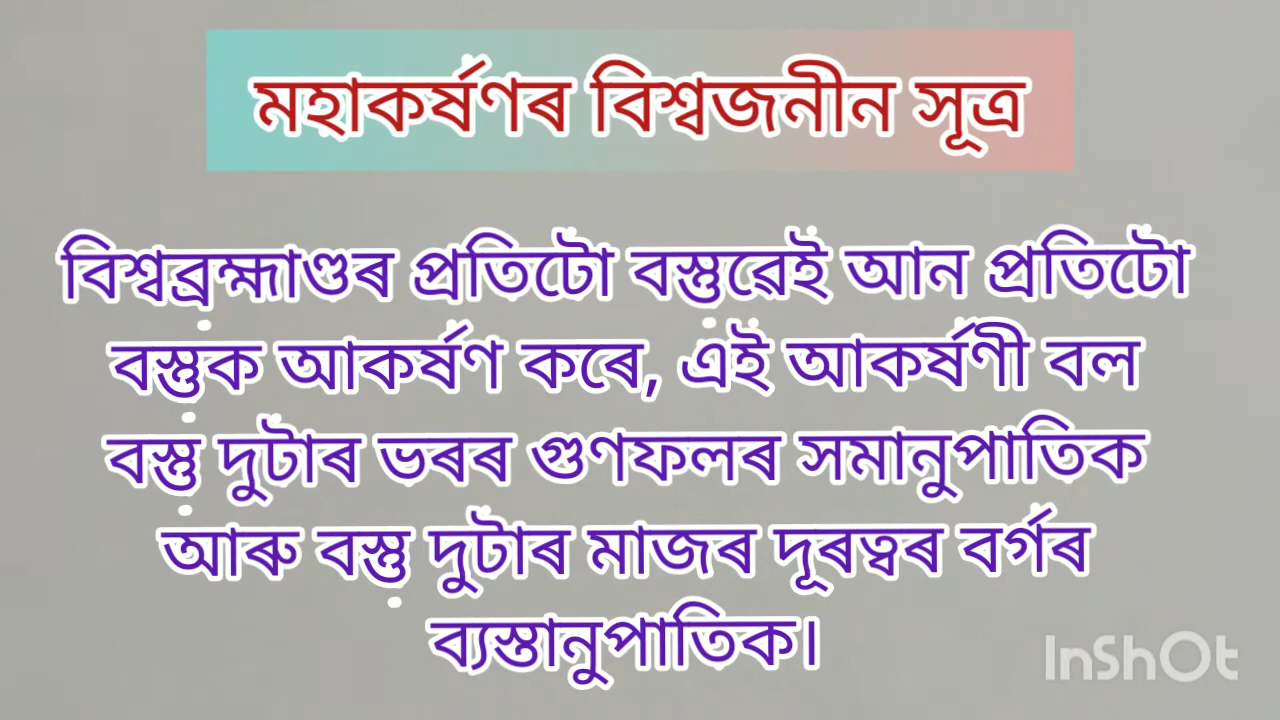 মহাকৰ্ষণৰ বিশ্বজনীন সূত্ৰ
বিশ্বব্ৰহ্মাণ্ডৰ প্ৰতিটো বস্তুৱেই আন প্ৰতিটো
বস্তুক আকৰ্ষণ কৰে, এই আকৰ্ষণী বল
বস্তু দুটাৰ ভৰৰ গুণফলৰ সমানুপাতিক
আৰু বস্তু দুটাৰ মাজৰ দূৰত্বৰ বৰ্গৰ
ব্যস্তানুপাতিক।
InShOt